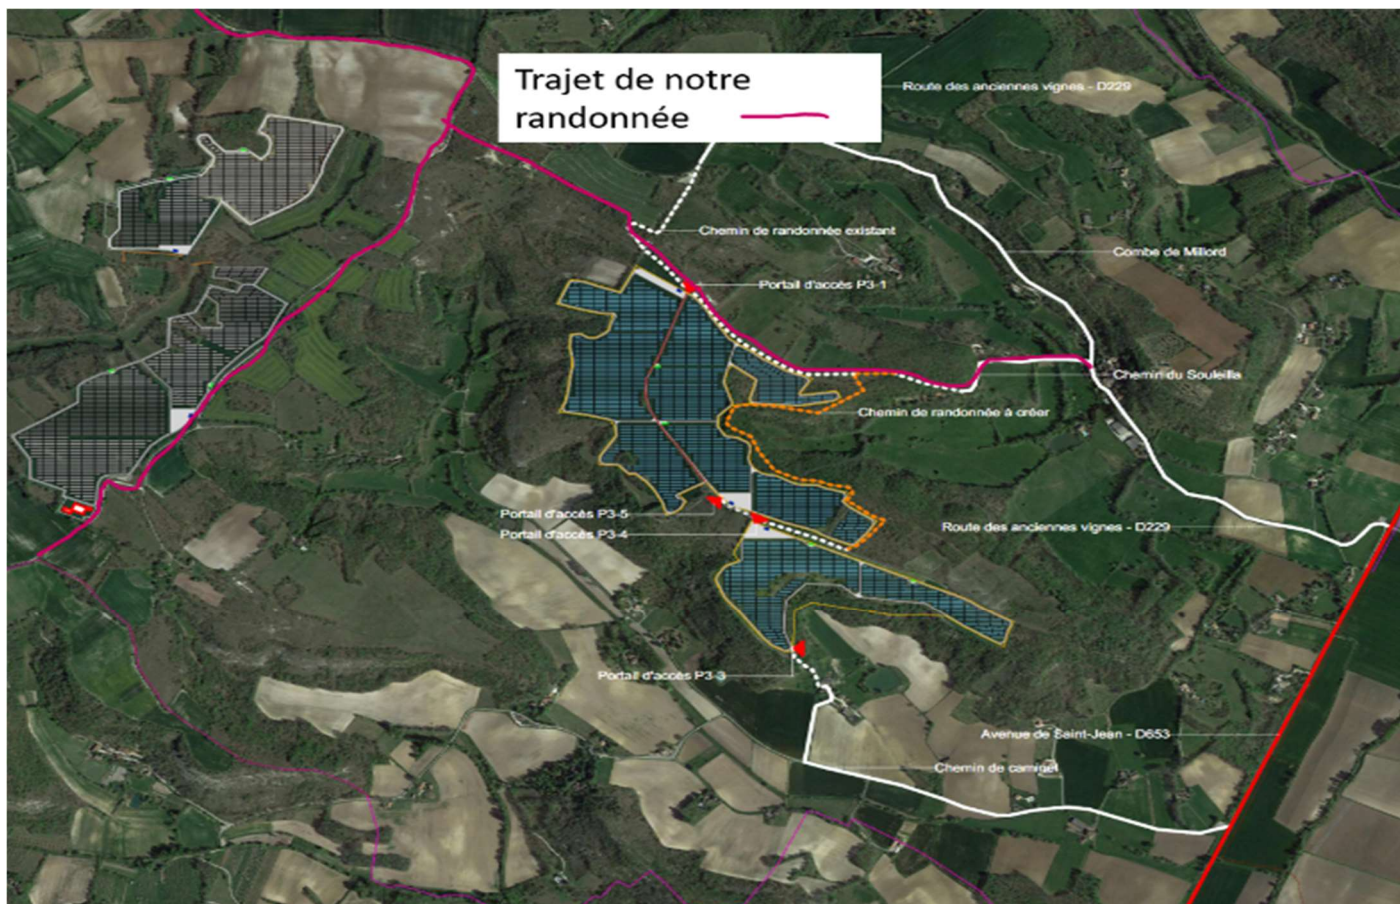 Trajet de notre
randonnée
Route des anciennes vignes - D229
Chemin de randonnée existant
Combe de Millord
Portail d'accès P3-1
Chemin du Souleilla
Chemin de randonnée à créer
Portail d'accès P3-5
Route des anciennes vignes - D229
Portail d'accès P3-4
Portail d'accès P3-3
Avenue de Saint-Jean - D653
Chemin de caminel